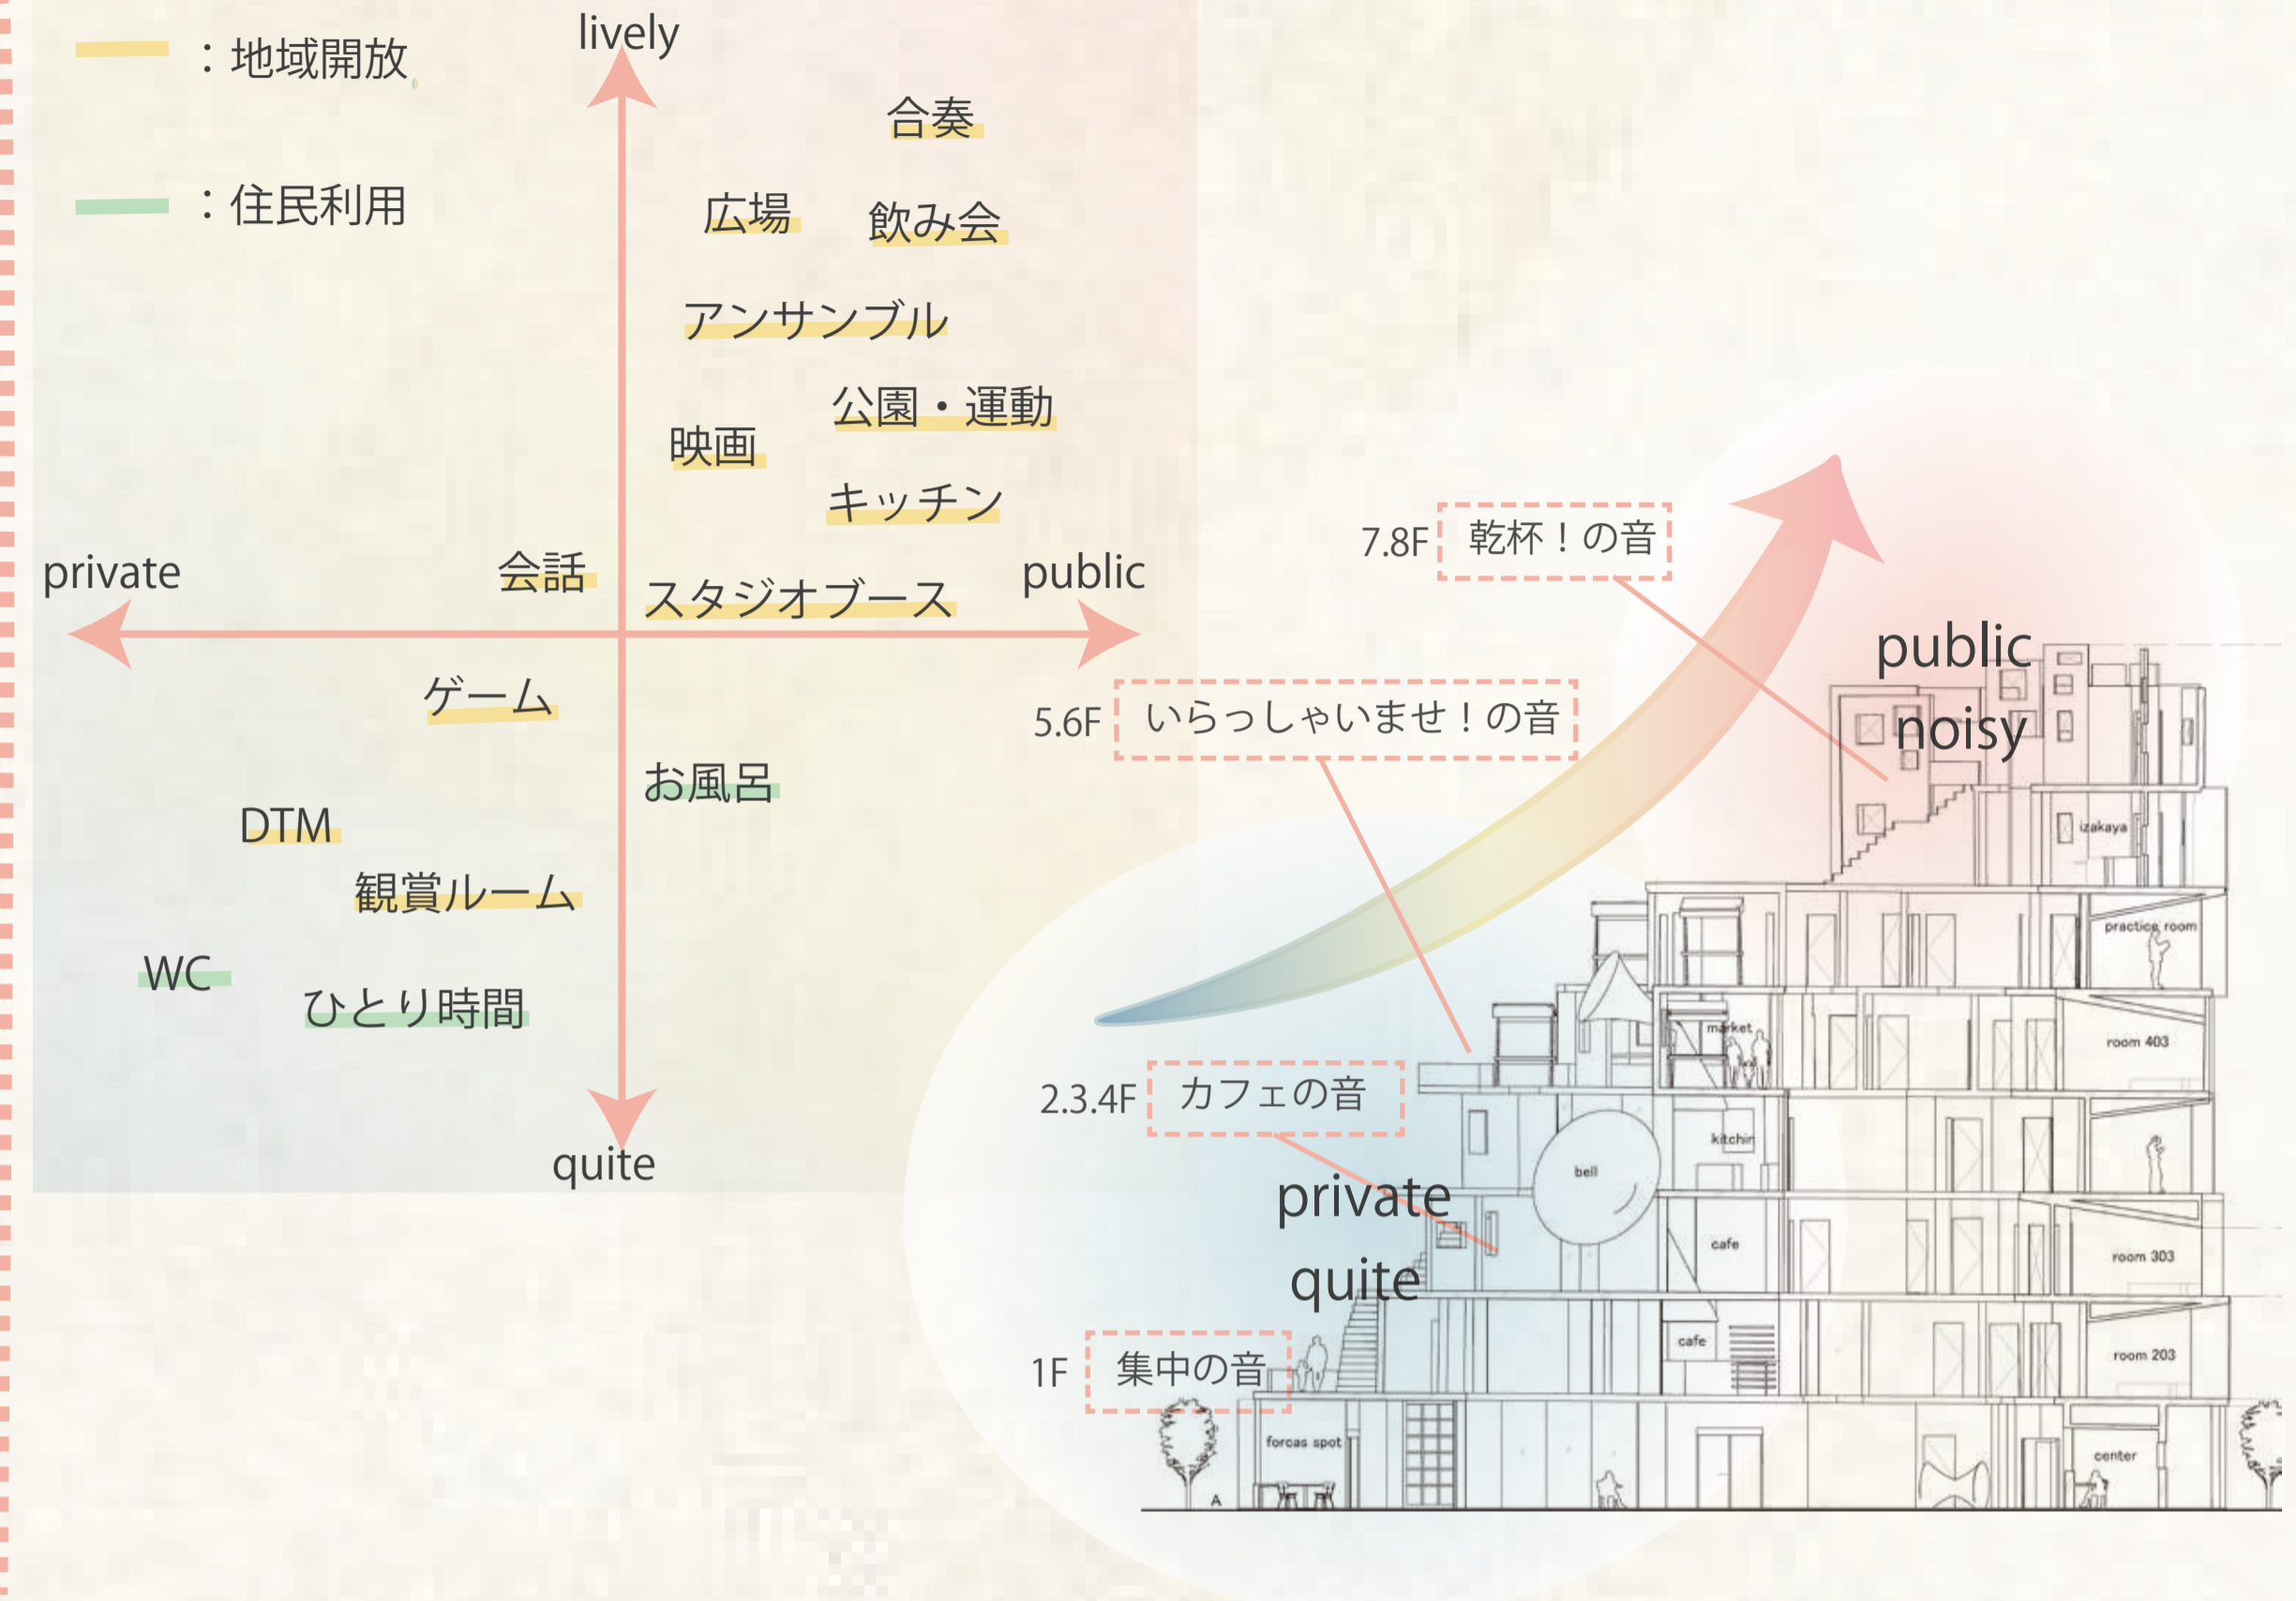 ：地域開放
：住民利用
lively
合奏
広場
飲み会
アンサンブル
公園・運動
映画
キッチン
private
会話
スタジオブース
public
ゲーム
お風呂
DTM
観賞ルーム
WC
ひとり時間
quite
7.8F 乾杯！の音
5.6F いらっしゃいませ！の音
2.3.4F カフェの音
1F 集中の音
public
noisy
private
quite
izakaya
practice room
market
room 403
kitchin
bell
cafe
room 303
cafe
room 203
forcas spot
center
A